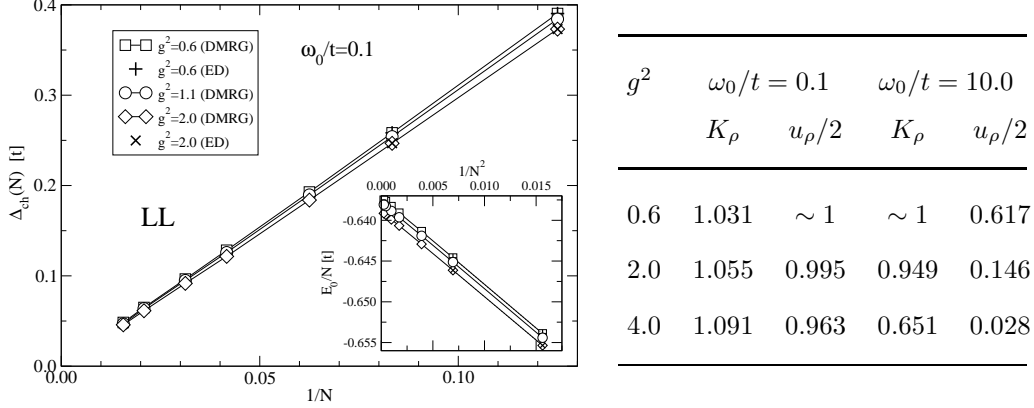 0.4
0.3
0.2
0.1
0.0
Δch(N) [t]
0.00
0.05
0.10
1/N
g²=0.6 (DMRG)
g²=0.6 (ED)
g²=1.1 (DMRG)
g²=2.0 (DMRG)
g²=2.0 (ED)
ω₀/t=0.1
LL
1/N²
0.000 0.005 0.010 0.015
-0.640
-0.645
-0.650
-0.655
E₀/N [t]
g² ω₀/t = 0.1 ω₀/t = 10.0
Kρ uρ/2 Kρ uρ/2
0.6 1.031 ∼ 1 ∼ 1 0.617
2.0 1.055 0.995 0.949 0.146
4.0 1.091 0.963 0.651 0.028